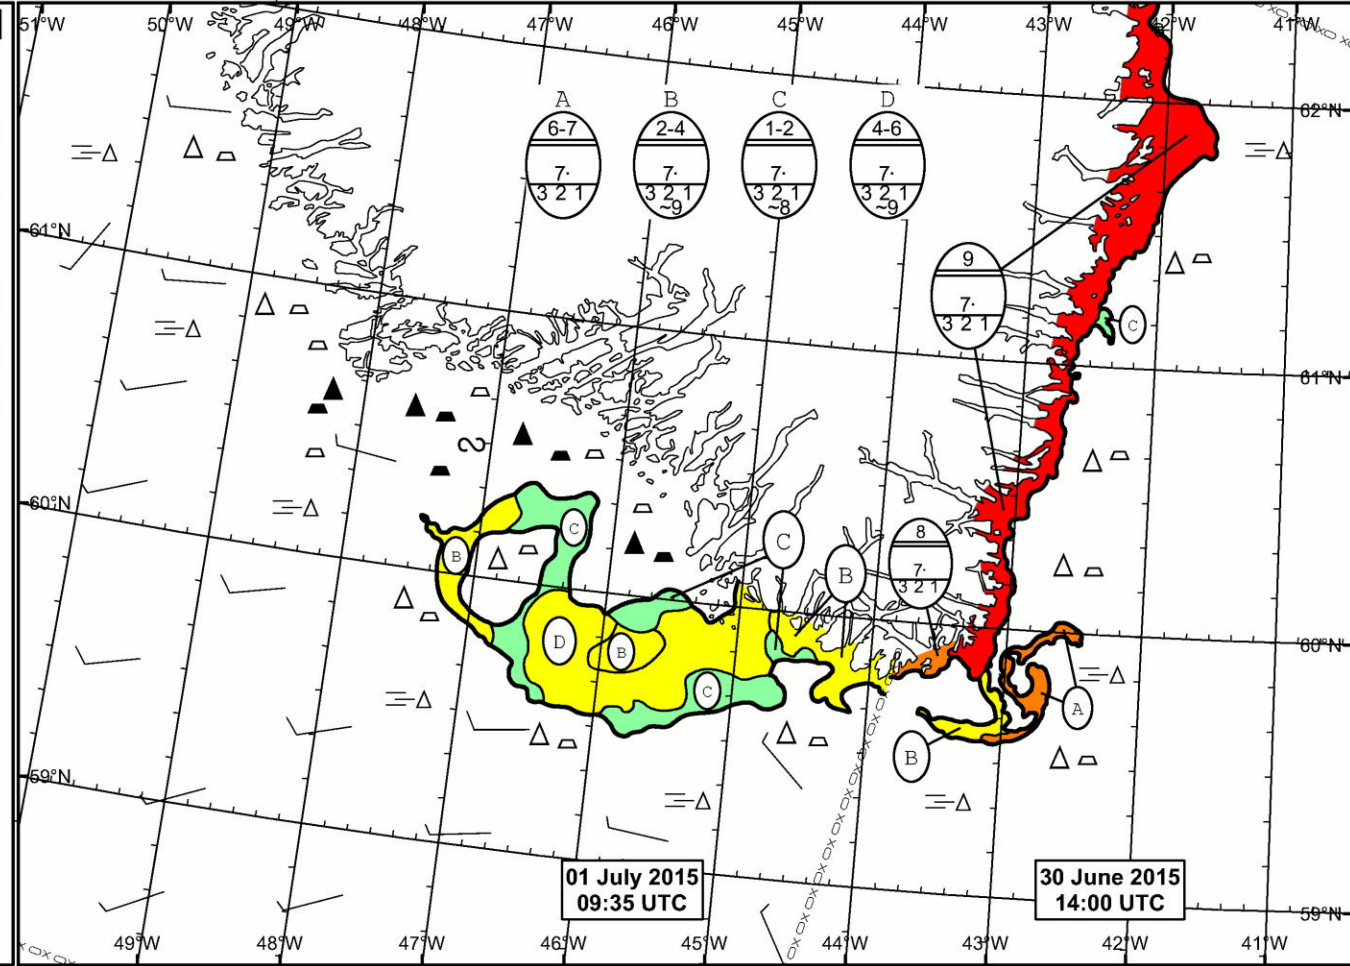 51°W 50°W 49°W 48°W 47°W 46°W 45°W 44°W 43°W 42°W 41°W
A B C D
6-7 2-4 1-2 4-6
7· 7· 7· 7·
3 2 1 3 2 1 3 2 1 3 2 1
~9 ~8 ~9
62°N
61°N
9
7·
3 2 1
C
61°N
60°N
C
B
C
B
8
7·
3 2 1
D
B
C
60°N
A
B
59°N
01 July 2015
09:35 UTC
30 June 2015
14:00 UTC
59°N
49°W 48°W 47°W 46°W 45°W 44°W 43°W 42°W 41°W